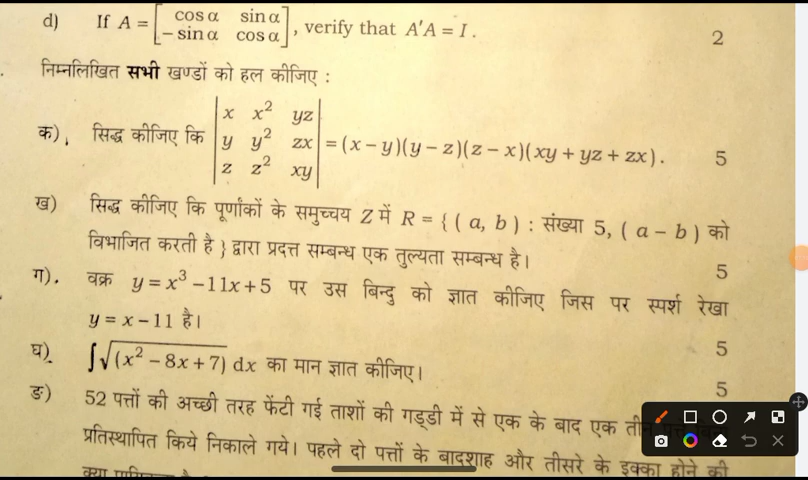 d) If A = [ cos α sin α
− sin α cos α ], verify that A′A = I .
2
निम्नलिखित सभी खण्डों को हल कीजिए :
क) सिद्ध कीजिए कि | x x² yz
y y² zx
z z² xy | = (x − y)(y − z)(z − x)(xy + yz + zx).
5
ख) सिद्ध कीजिए कि पूर्णांकों के समुच्चय Z में R = { ( a, b ) : संख्या 5, ( a − b ) को
विभाजित करती है } द्वारा प्रदत्त सम्बन्ध एक तुल्यता सम्बन्ध है।
5
ग). वक्र y = x³ −11x + 5 पर उस बिन्दु को ज्ञात कीजिए जिस पर स्पर्श रेखा
y = x − 11 है।
5
घ) ∫√(x² − 8x + 7) dx का मान ज्ञात कीजिए।
5
ङ) 52 पत्तों की अच्छी तरह फेंटी गई ताशों की गड्डी में से एक के बाद एक तीन
प्रतिस्थापित किये निकाले गये। पहले दो पत्तों के बादशाह और तीसरे के इक्का होने की